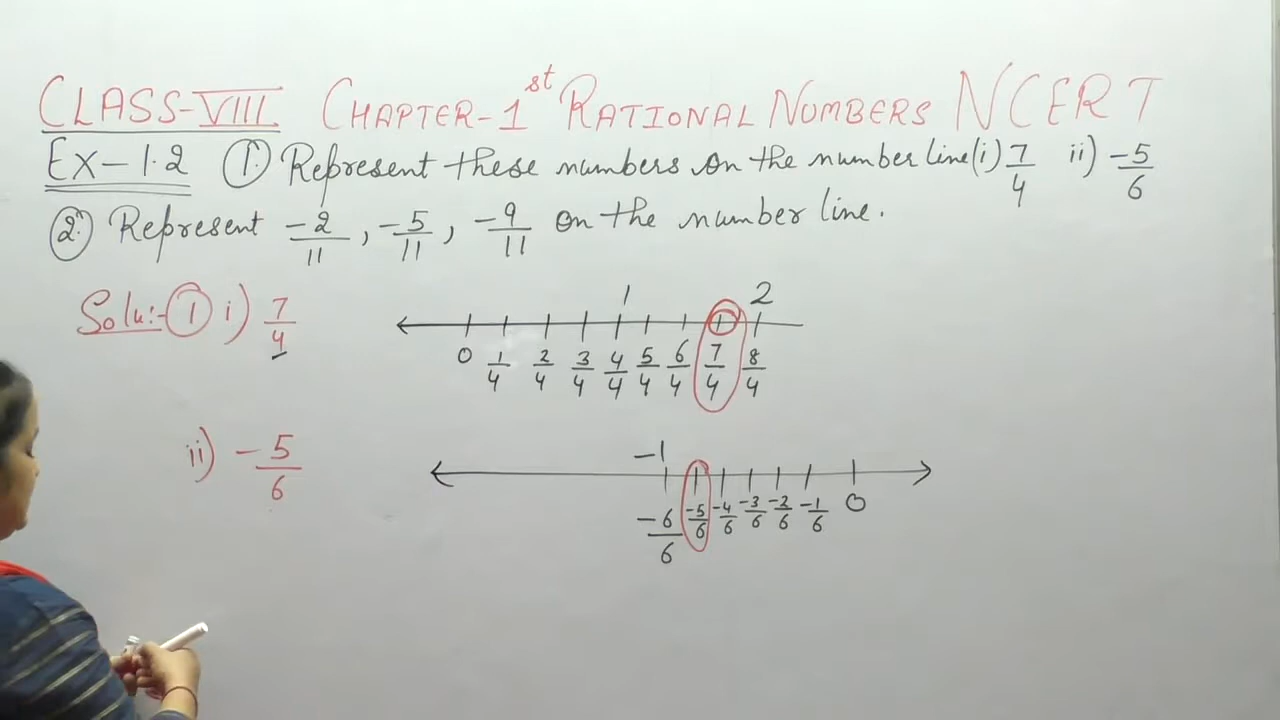 CLASS-VIII CHAPTER-1st RATIONAL NUMBERS NCERT
Ex-1.2 ① Represent these numbers on the number line (i) 7/4 ii) -5/6
② Represent -2/11, -5/11, -9/11 on the number line.
Solu:- ① i) 7/4
1 2
0 1/4 2/4 3/4 4/4 5/4 6/4 7/4 8/4
ii) -5/6
-1
-6/6 -5/6 -4/6 -3/6 -2/6 -1/6 0